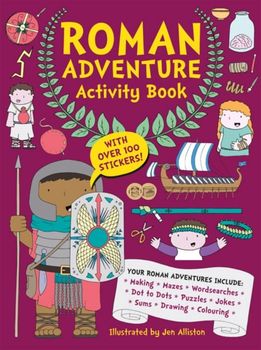 ROMAN
ADVENTURE
Activity Book
WITH
OVER 100
STICKERS!
YOUR ROMAN ADVENTURES INCLUDE:
* Making * Mazes * Wordsearches *
* Dot to Dots * Puzzles * Jokes *
* Sums * Drawing * Colouring *
Illustrated by Jen Alliston